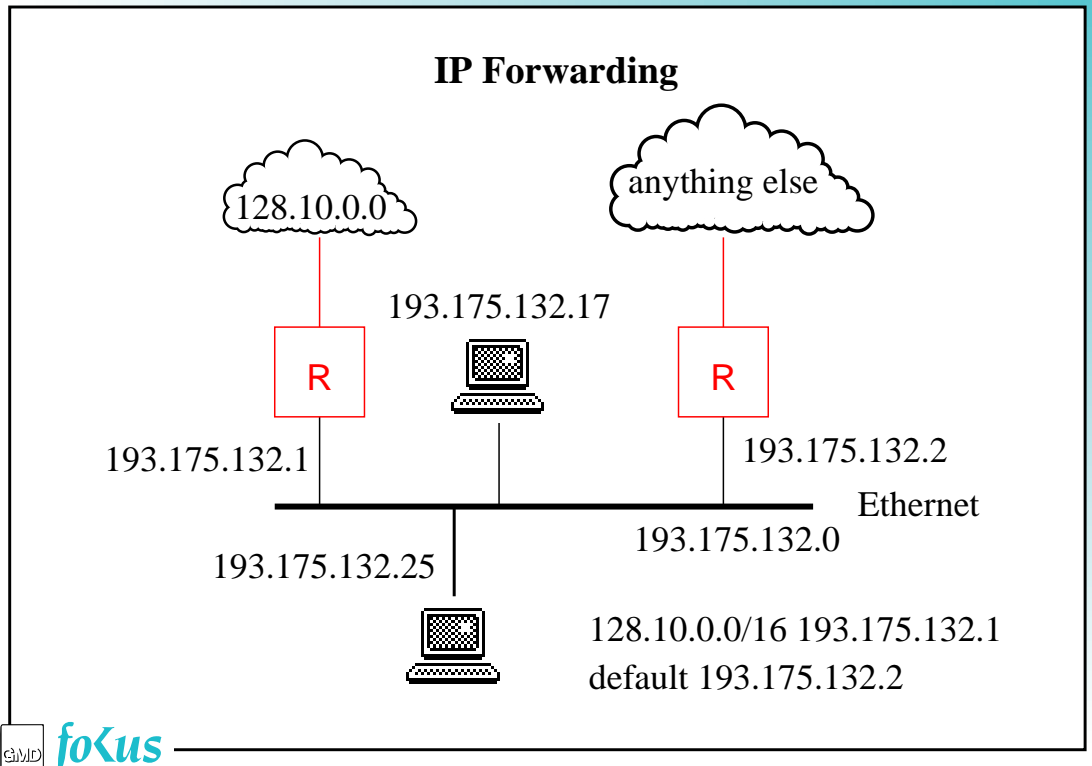 IP Forwarding
128.10.0.0
anything else
193.175.132.17
R
R
193.175.132.1
193.175.132.2
Ethernet
193.175.132.0
193.175.132.25
128.10.0.0/16 193.175.132.1
default 193.175.132.2
GMD
fokus